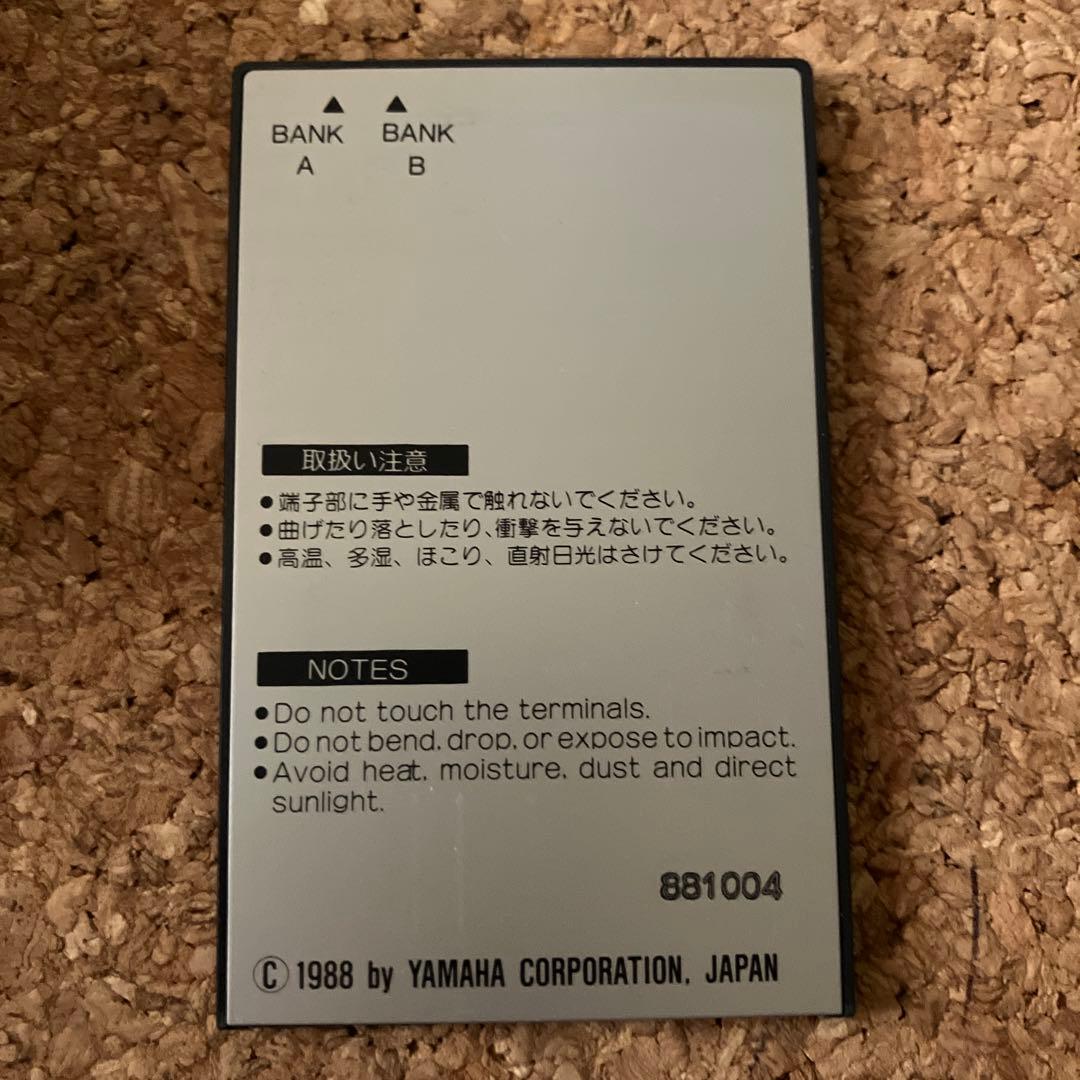 ▲ ▲
BANK BANK
A B
取扱い注意
●端子部に手や金属で触れないでください。
●曲げたり落としたり、衝撃を与えないでください。
●高温、多湿、ほこり、直射日光はさけてください。
NOTES
●Do not touch the terminals.
●Do not bend, drop, or expose to impact.
●Avoid heat, moisture, dust and direct
sunlight.
881004
Ⓒ 1988 by YAMAHA CORPORATION, JAPAN